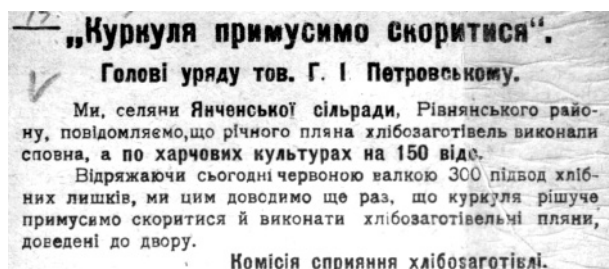 „Куркуля примусимо скоритися“.
Голові уряду тов. Г. І Петровському.
Ми, селяни Янченської сільради, Рівнянського райо-
ну, повідомляємо,що річного пляна хлібозаготівель виконали
сповна, а по харчових культурах на 150 відс.
Відряжаючи сьогодні червоною валкою 300 підвод хліб-
них лишків, ми цим доводимо ще раз, що куркуля рішуче
примусимо скоритися й виконати хлібозаготівельні пляни,
доведені до двору.
Комісія сприяння хлібозаготівлі.